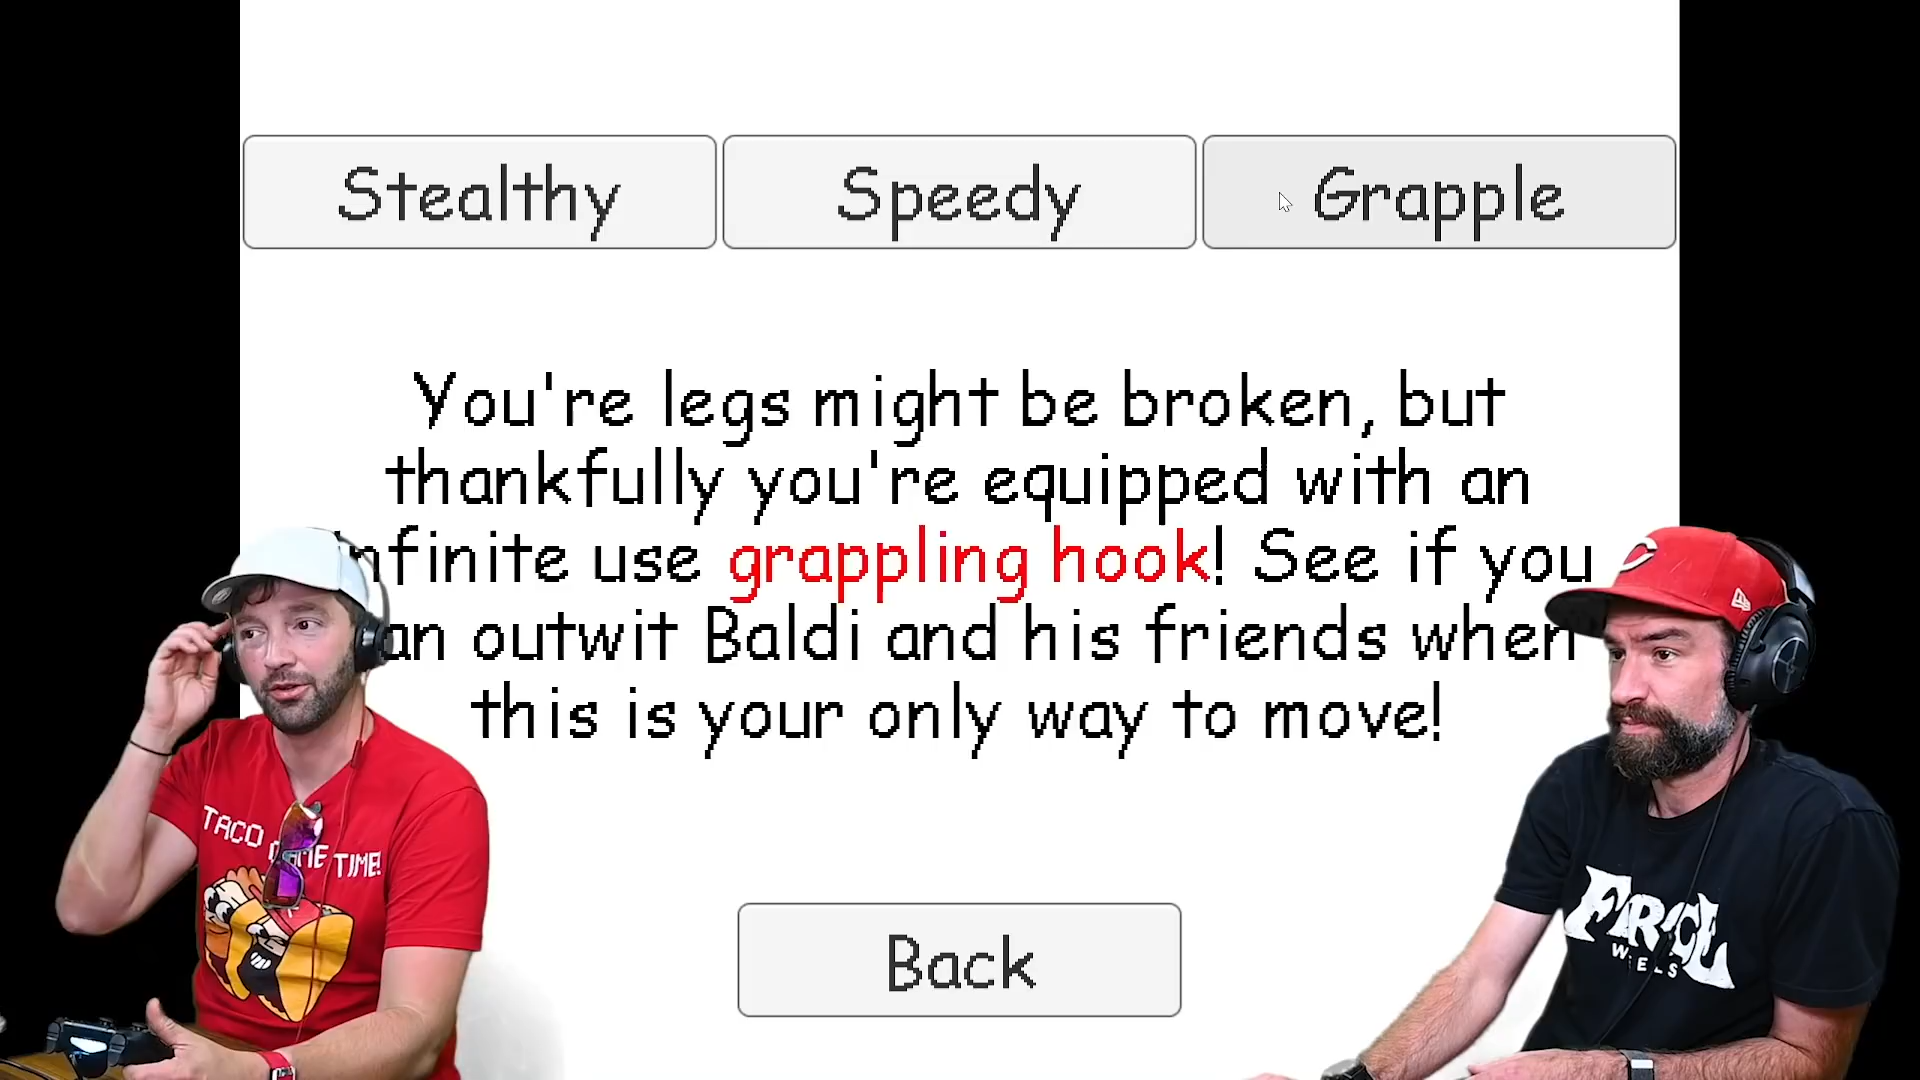 Stealthy
Speedy
Grapple
You're legs might be broken, but
thankfully you're equipped with an
nfinite use grappling hook! See if you
an outwit Baldi and his friends when
this is your only way to move!
TACO TIME!
Back